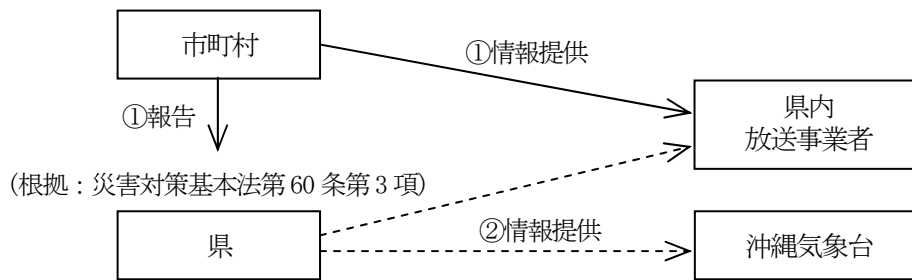 市町村
①情報提供
県内
放送事業者
①報告
(根拠：災害対策基本法第60条第3項)
県
②情報提供
沖縄気象台